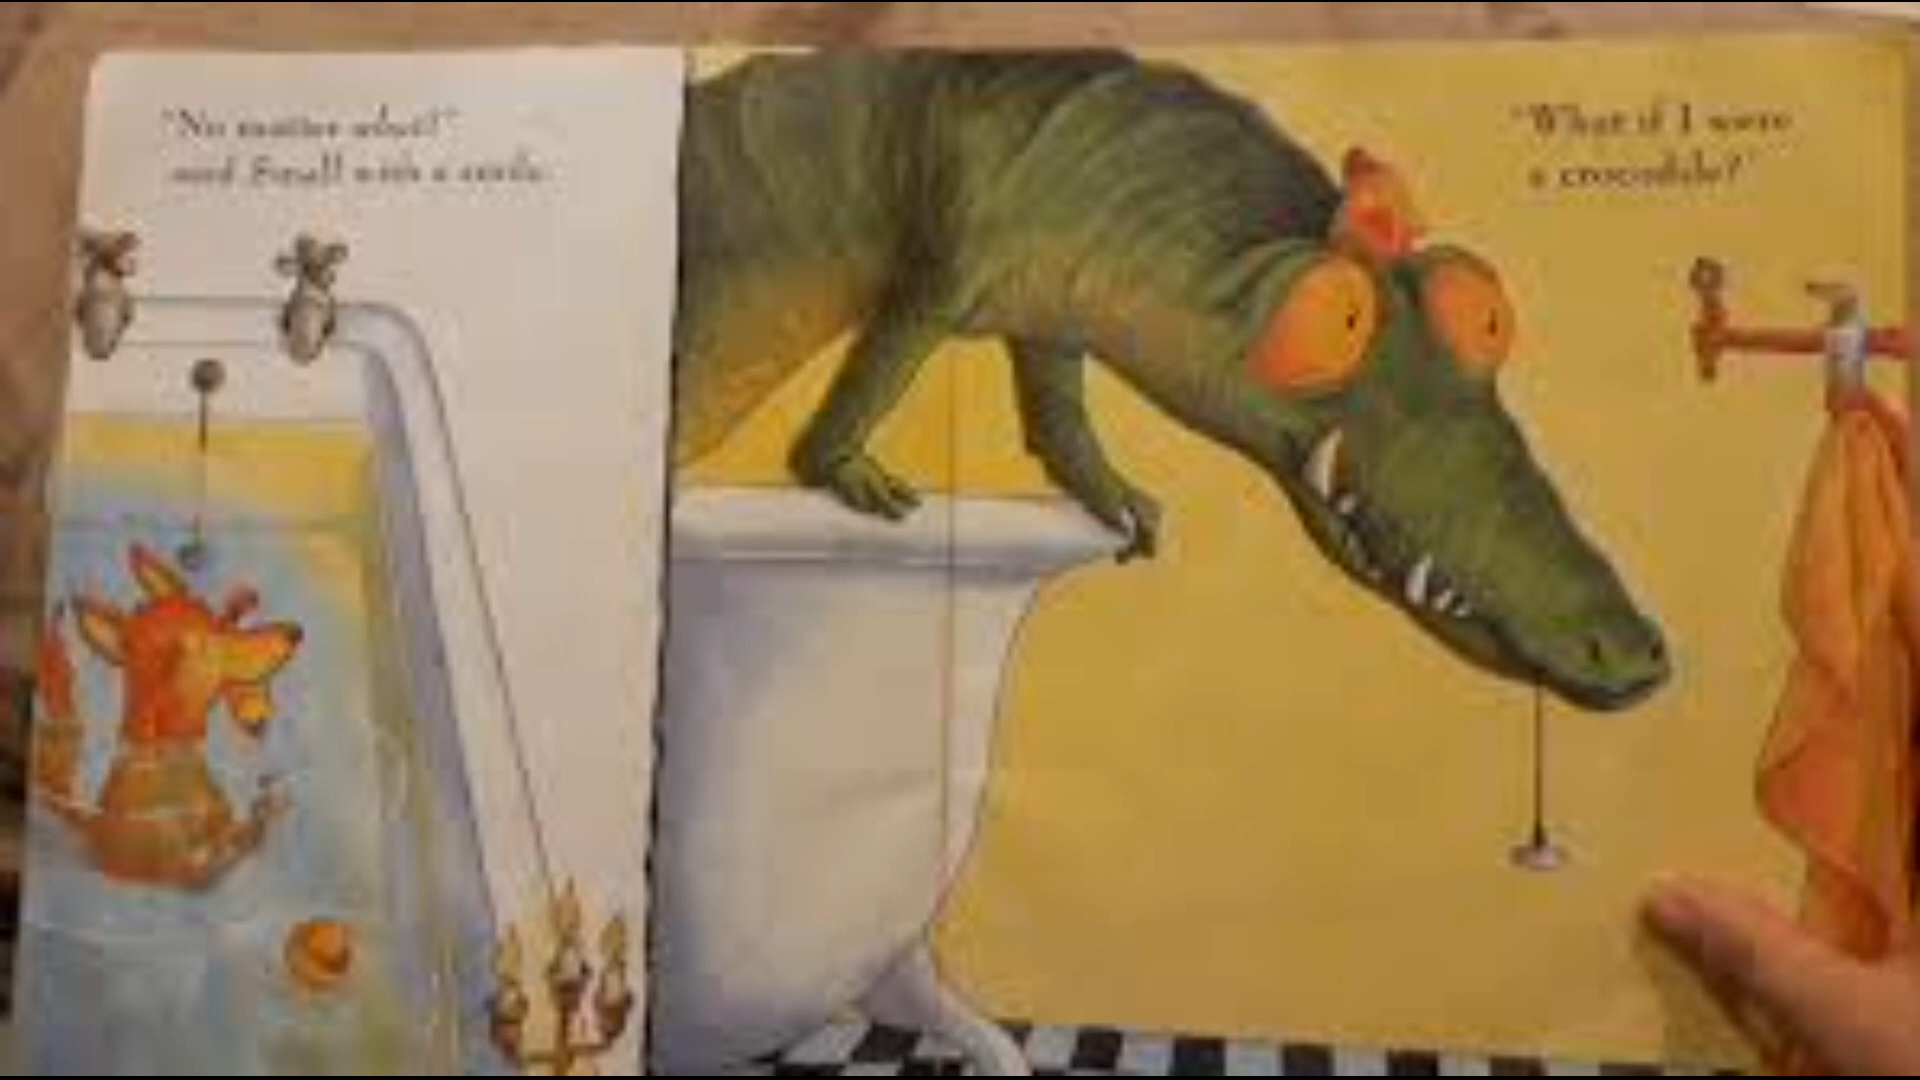 "No matter what?"
said Small with a smile.
"What if I were
a crocodile?"